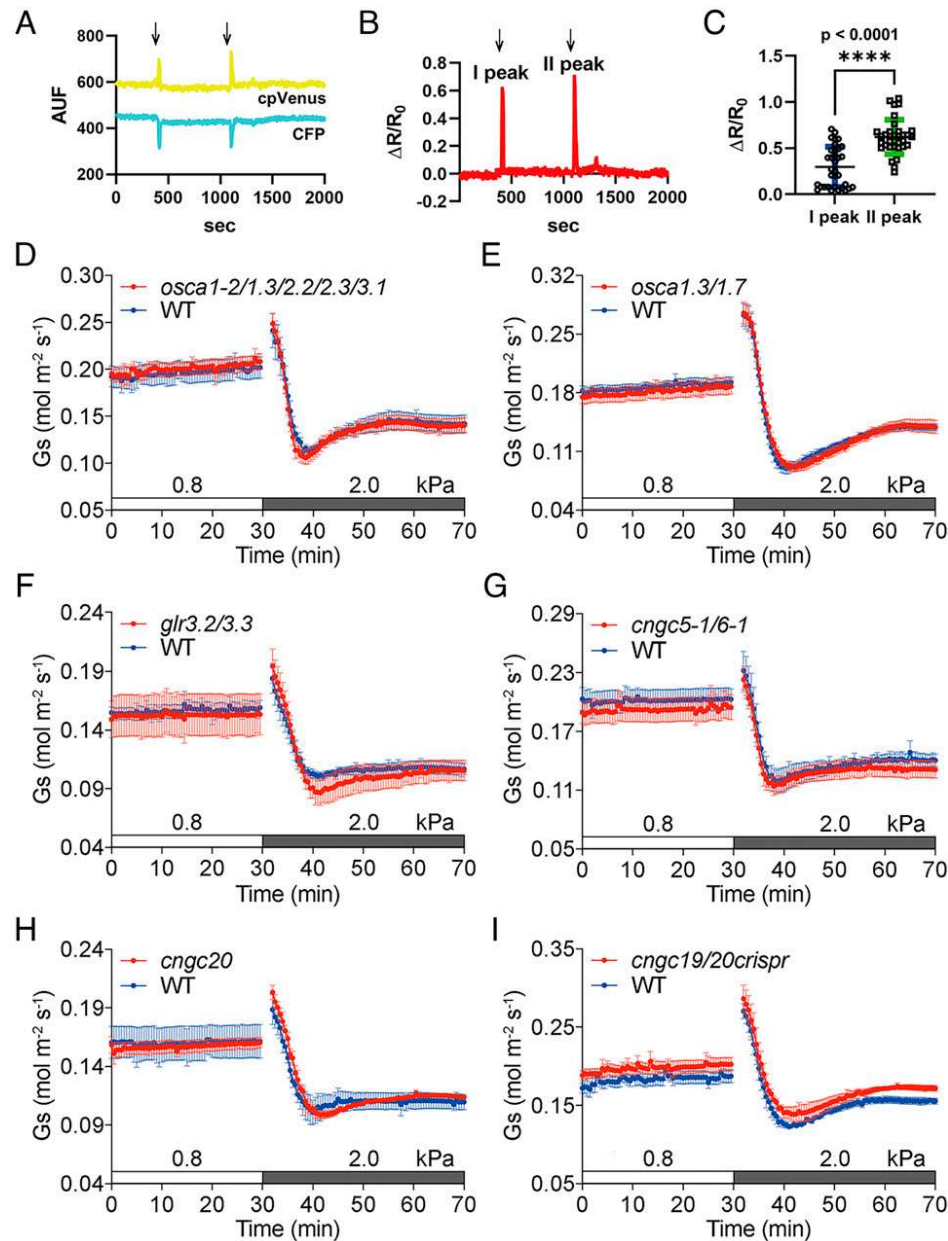 A
800
600
400
200
AUF
cpVenus
CFP
0 500 1000 1500 2000
sec
B
0.8
0.6
0.4
0.2
0.0
-0.2
ΔR/R0
I peak
II peak
500 1000 1500 2000
sec
C
p < 0.0001
****
1.5
1.0
0.5
0.0
ΔR/R0
I peak II peak
D
0.30
0.25
0.20
0.15
0.10
0.05
Gs (mol m-2 s-1)
osca1-2/1.3/2.2/2.3/3.1
WT
0.8 2.0 kPa
0 10 20 30 40 50 60 70
Time (min)
E
0.32
0.25
0.18
0.11
0.04
Gs (mol m-2 s-1)
osca1.3/1.7
WT
0.8 2.0 kPa
0 10 20 30 40 50 60 70
Time (min)
F
0.24
0.19
0.14
0.09
0.04
Gs (mol m-2 s-1)
glr3.2/3.3
WT
0.8 2.0 kPa
0 10 20 30 40 50 60 70
Time (min)
G
0.29
0.23
0.17
0.11
0.05
Gs (mol m-2 s-1)
cngc5-1/6-1
WT
0.8 2.0 kPa
0 10 20 30 40 50 60 70
Time (min)
H
0.24
0.19
0.14
0.09
0.04
Gs (mol m-2 s-1)
cngc20
WT
0.8 2.0 kPa
0 10 20 30 40 50 60 70
Time (min)
I
0.35
0.25
0.15
0.05
Gs (mol m-2 s-1)
cngc19/20crispr
WT
0.8 2.0 kPa
0 10 20 30 40 50 60 70
Time (min)